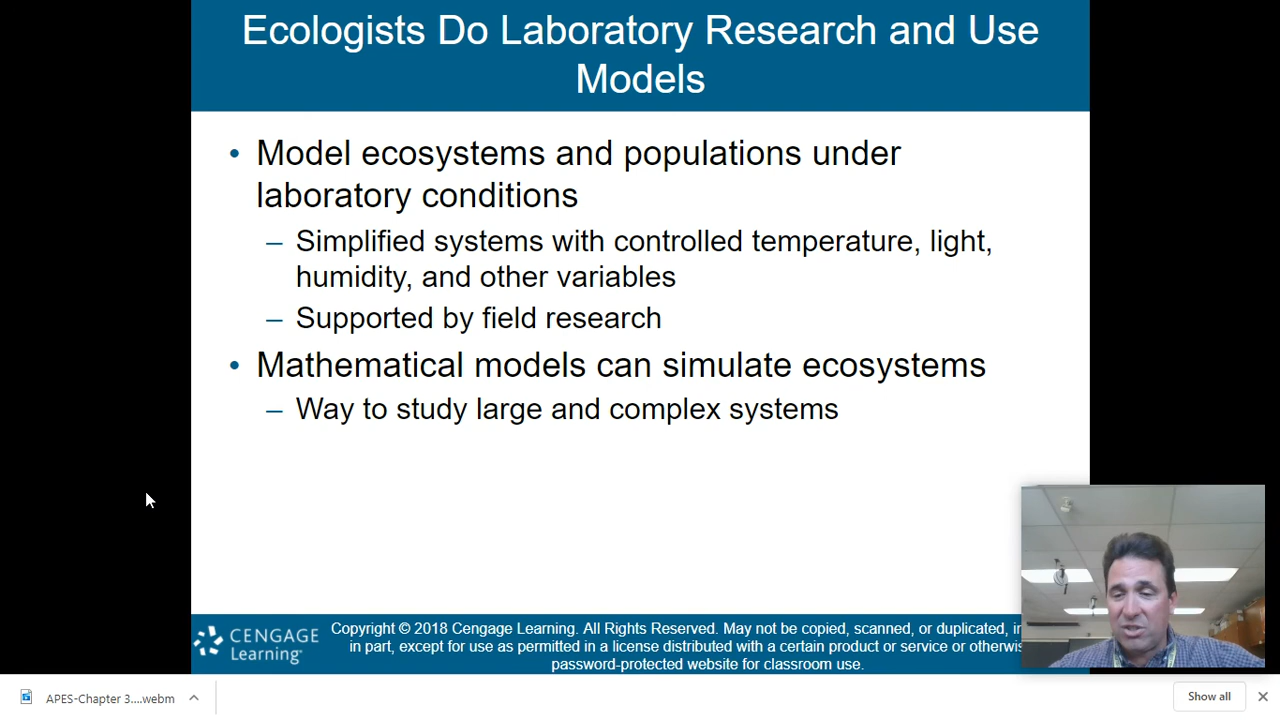 Ecologists Do Laboratory Research and Use
Models
• Model ecosystems and populations under
laboratory conditions
– Simplified systems with controlled temperature, light,
humidity, and other variables
– Supported by field research
• Mathematical models can simulate ecosystems
– Way to study large and complex systems
CENGAGE
Learning
Copyright © 2018 Cengage Learning. All Rights Reserved. May not be copied, scanned, or duplicated, in
in part, except for use as permitted in a license distributed with a certain product or service or otherwis
password-protected website for classroom use.
APES-Chapter 3....webm
Show all